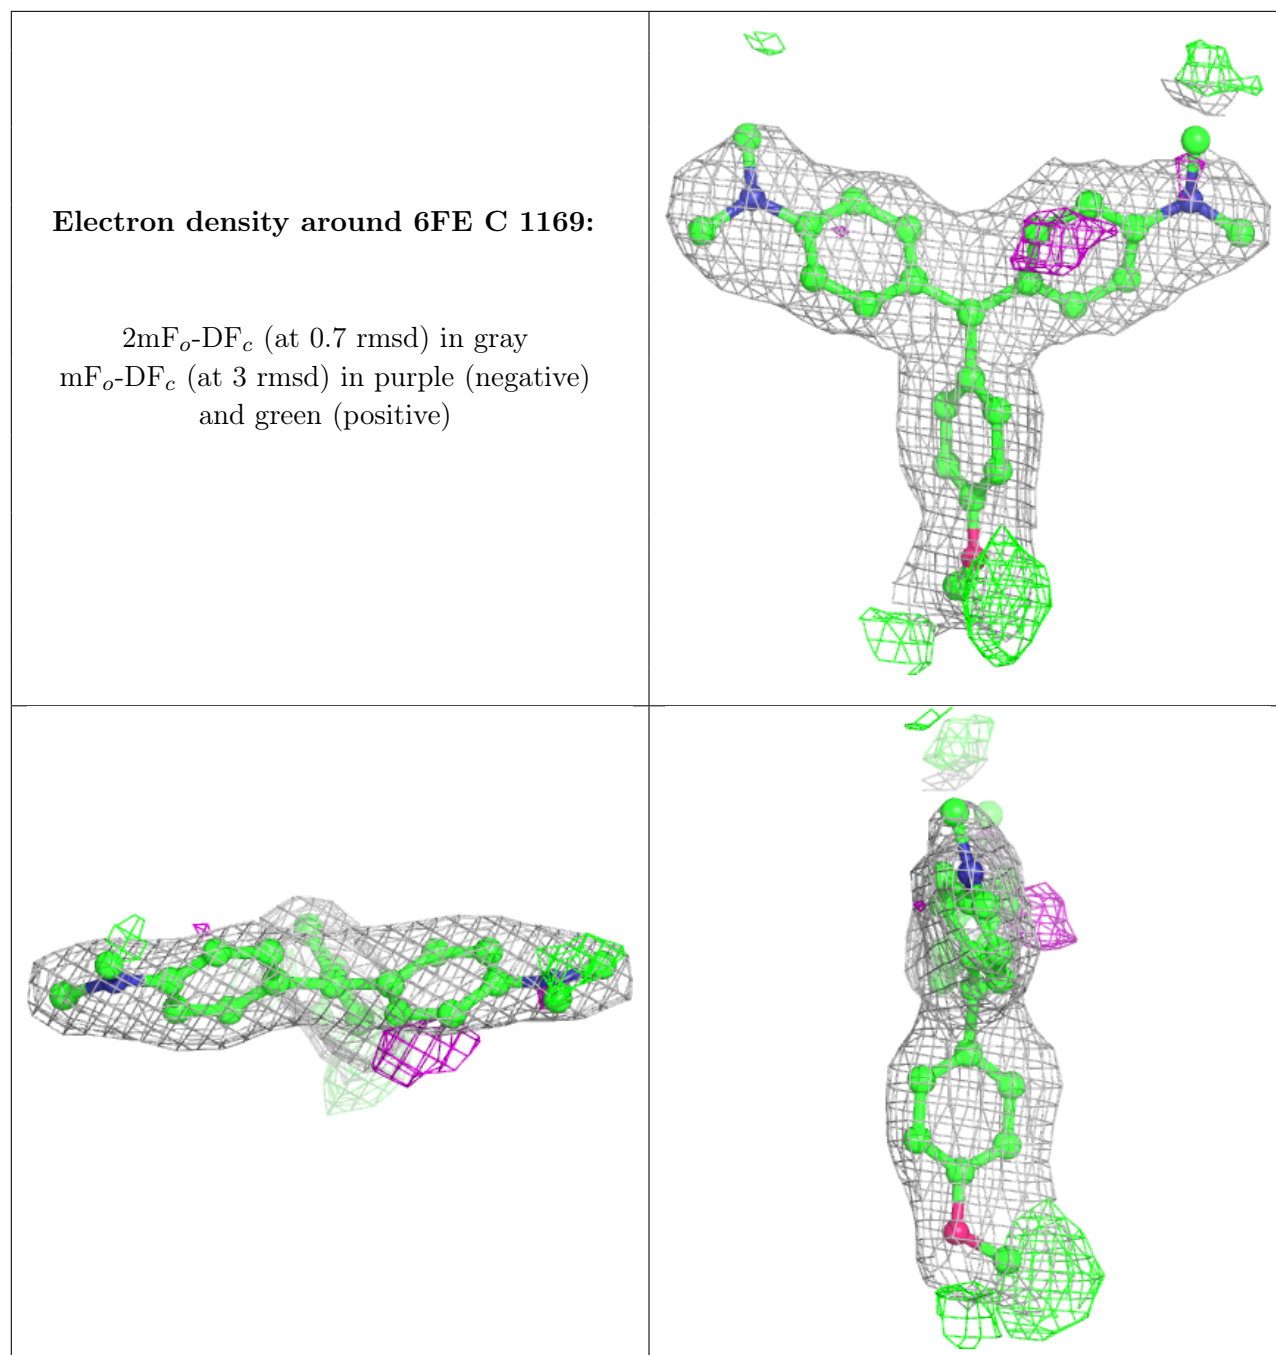 Electron density around 6FE C 1169:
2mFo-DFc (at 0.7 rmsd) in gray
mFo-DFc (at 3 rmsd) in purple (negative)
and green (positive)